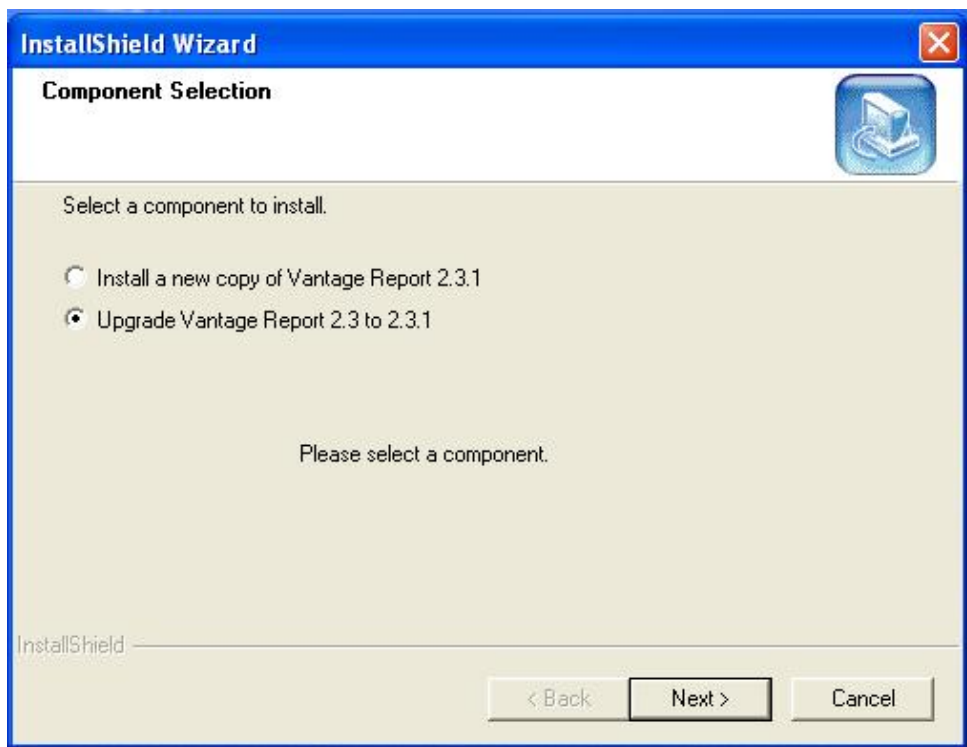 InstallShield Wizard
Component Selection
Select a component to install.
Install a new copy of Vantage Report 2.3.1
Upgrade Vantage Report 2.3 to 2.3.1
Please select a component.
InstallShield
< Back Next > Cancel